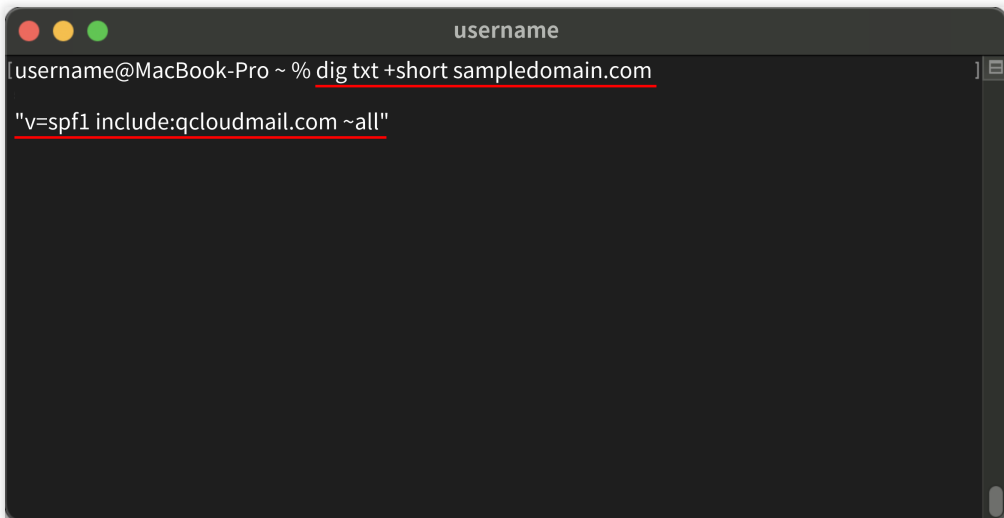 username
[username@MacBook-Pro ~ % dig txt +short sampledomain.com ]
"v=spf1 include:qcloudmail.com ~all"